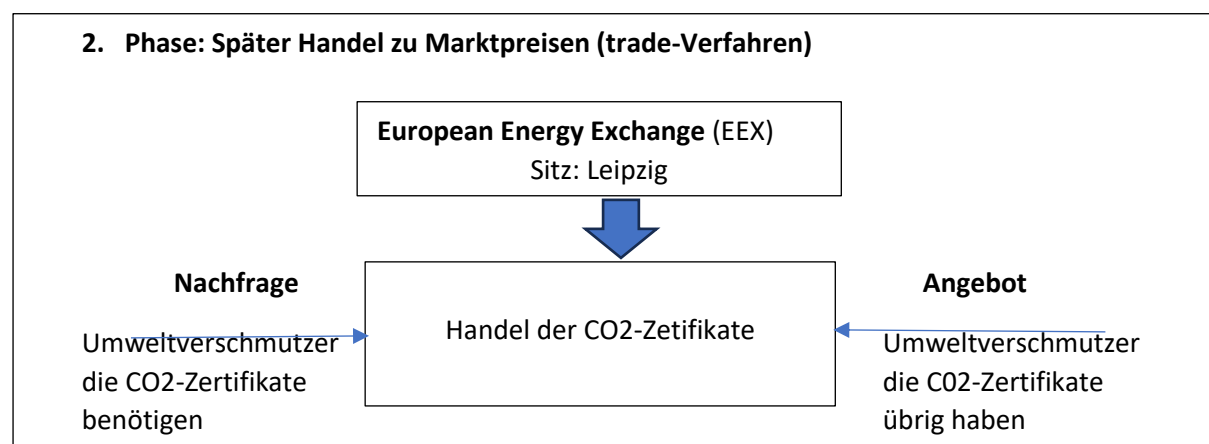 2. Phase: Später Handel zu Marktpreisen (trade-Verfahren)
European Energy Exchange (EEX)
Sitz: Leipzig
Nachfrage
Angebot
Handel der CO2-Zetifikate
Umweltverschmutzer
die CO2-Zertifikate
benötigen
Umweltverschmutzer
die C02-Zertifikate
übrig haben